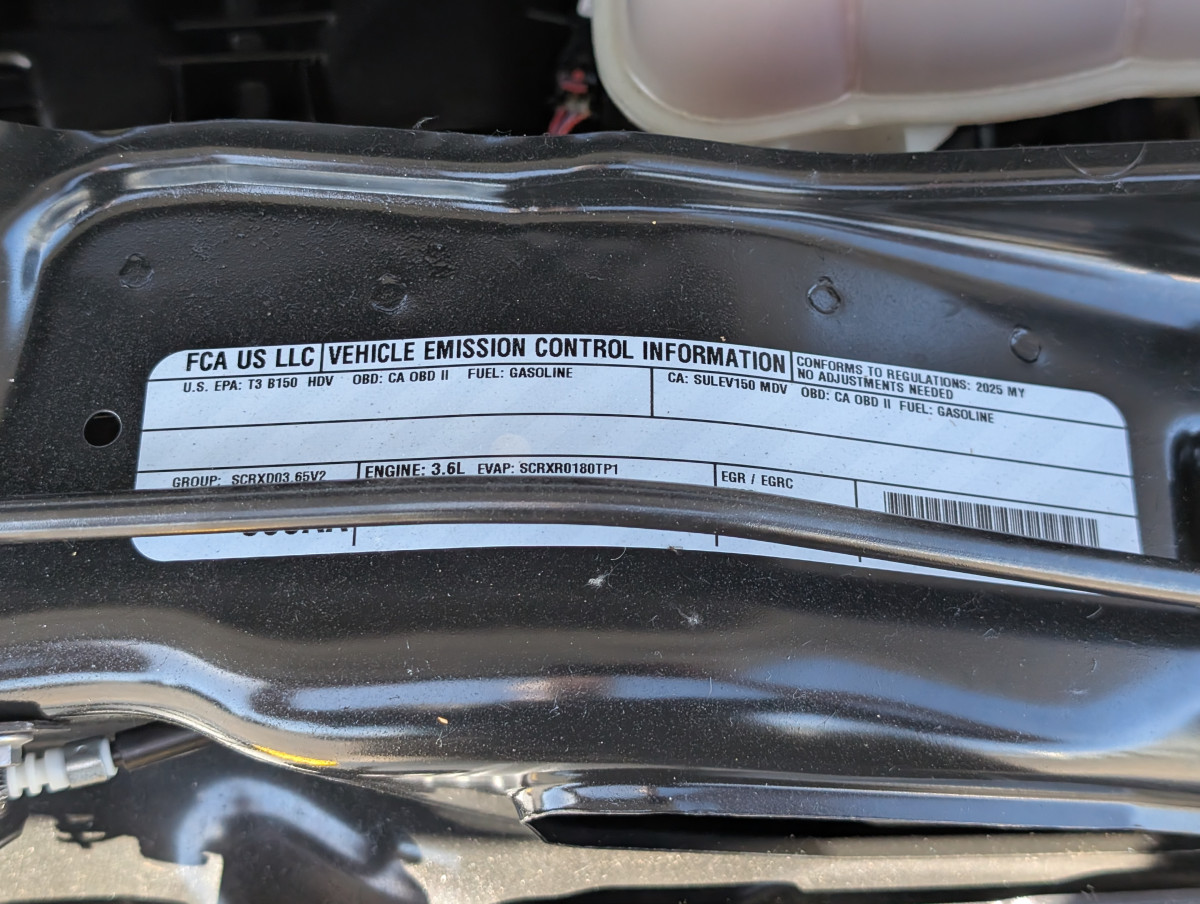 FCA US LLC VEHICLE EMISSION CONTROL INFORMATION
CONFORMS TO REGULATIONS: 2025 MY
NO ADJUSTMENTS NEEDED
U.S. EPA: T3 B150 HDV OBD: CA OBD II FUEL: GASOLINE
CA: SULEV150 MDV OBD: CA OBD II FUEL: GASOLINE
GROUP: SCRXD03.65V2
ENGINE: 3.6L EVAP: SCRXR0180TP1
EGR / EGRC